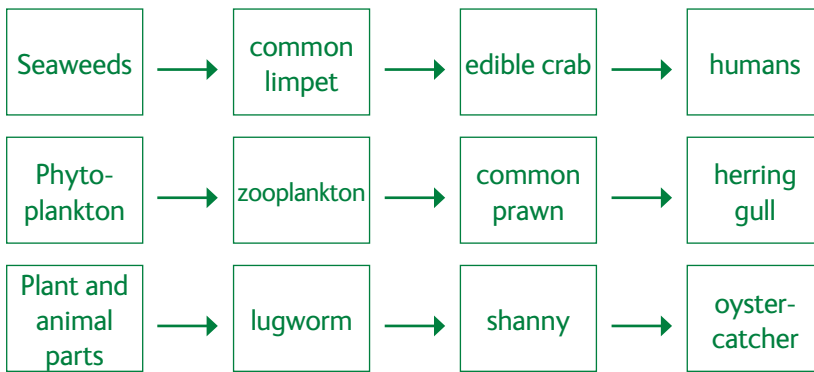 Seaweeds
common
limpet
edible crab
humans
Phyto-
plankton
zooplankton
common
prawn
herring
gull
Plant and
animal
parts
lugworm
shanny
oyster-
catcher